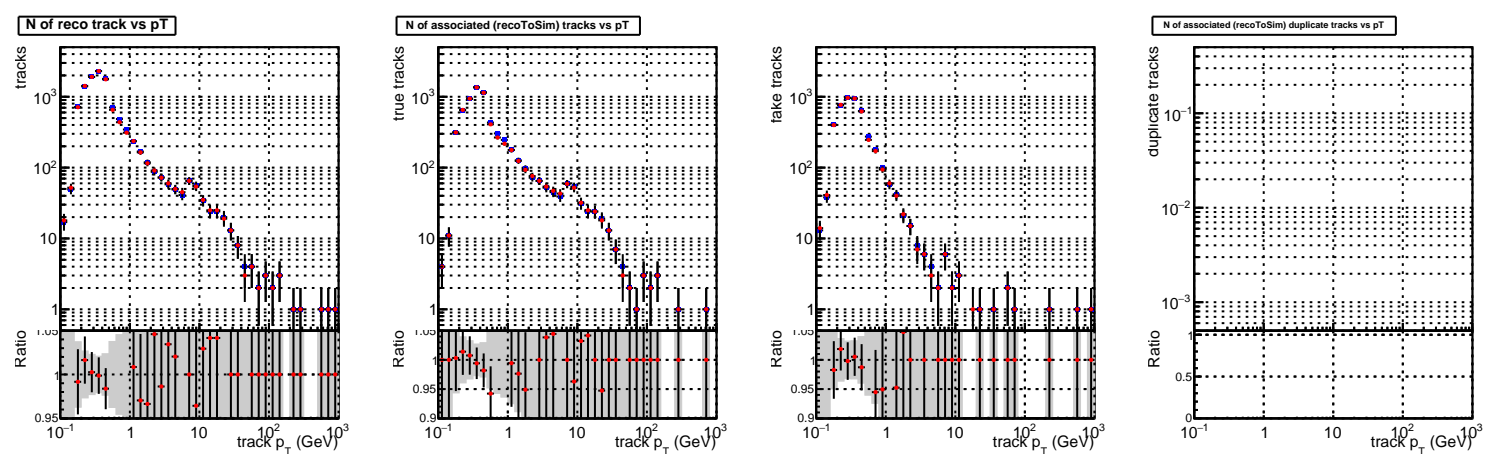 N of reco track vs pT
tracks
10³
10²
10
1
Ratio
1.05
1
0.95
10⁻¹ 1 10 10² 10³
track p_T (GeV)
N of associated (recoToSim) tracks vs pT
true tracks
10³
10²
10
1
Ratio
1.05
1
0.95
0.9
10⁻¹ 1 10 10² 10³
track p_T (GeV)
fake tracks
10³
10²
10
1
Ratio
1.05
1
0.95
0.9
10⁻¹ 1 10 10² 10³
track p_T (GeV)
N of associated (recoToSim) duplicate tracks vs pT
duplicate tracks
10⁻¹
10⁻²
10⁻³
Ratio
1
0.5
0
10⁻¹ 1 10 10² 10³
track p_T (GeV)